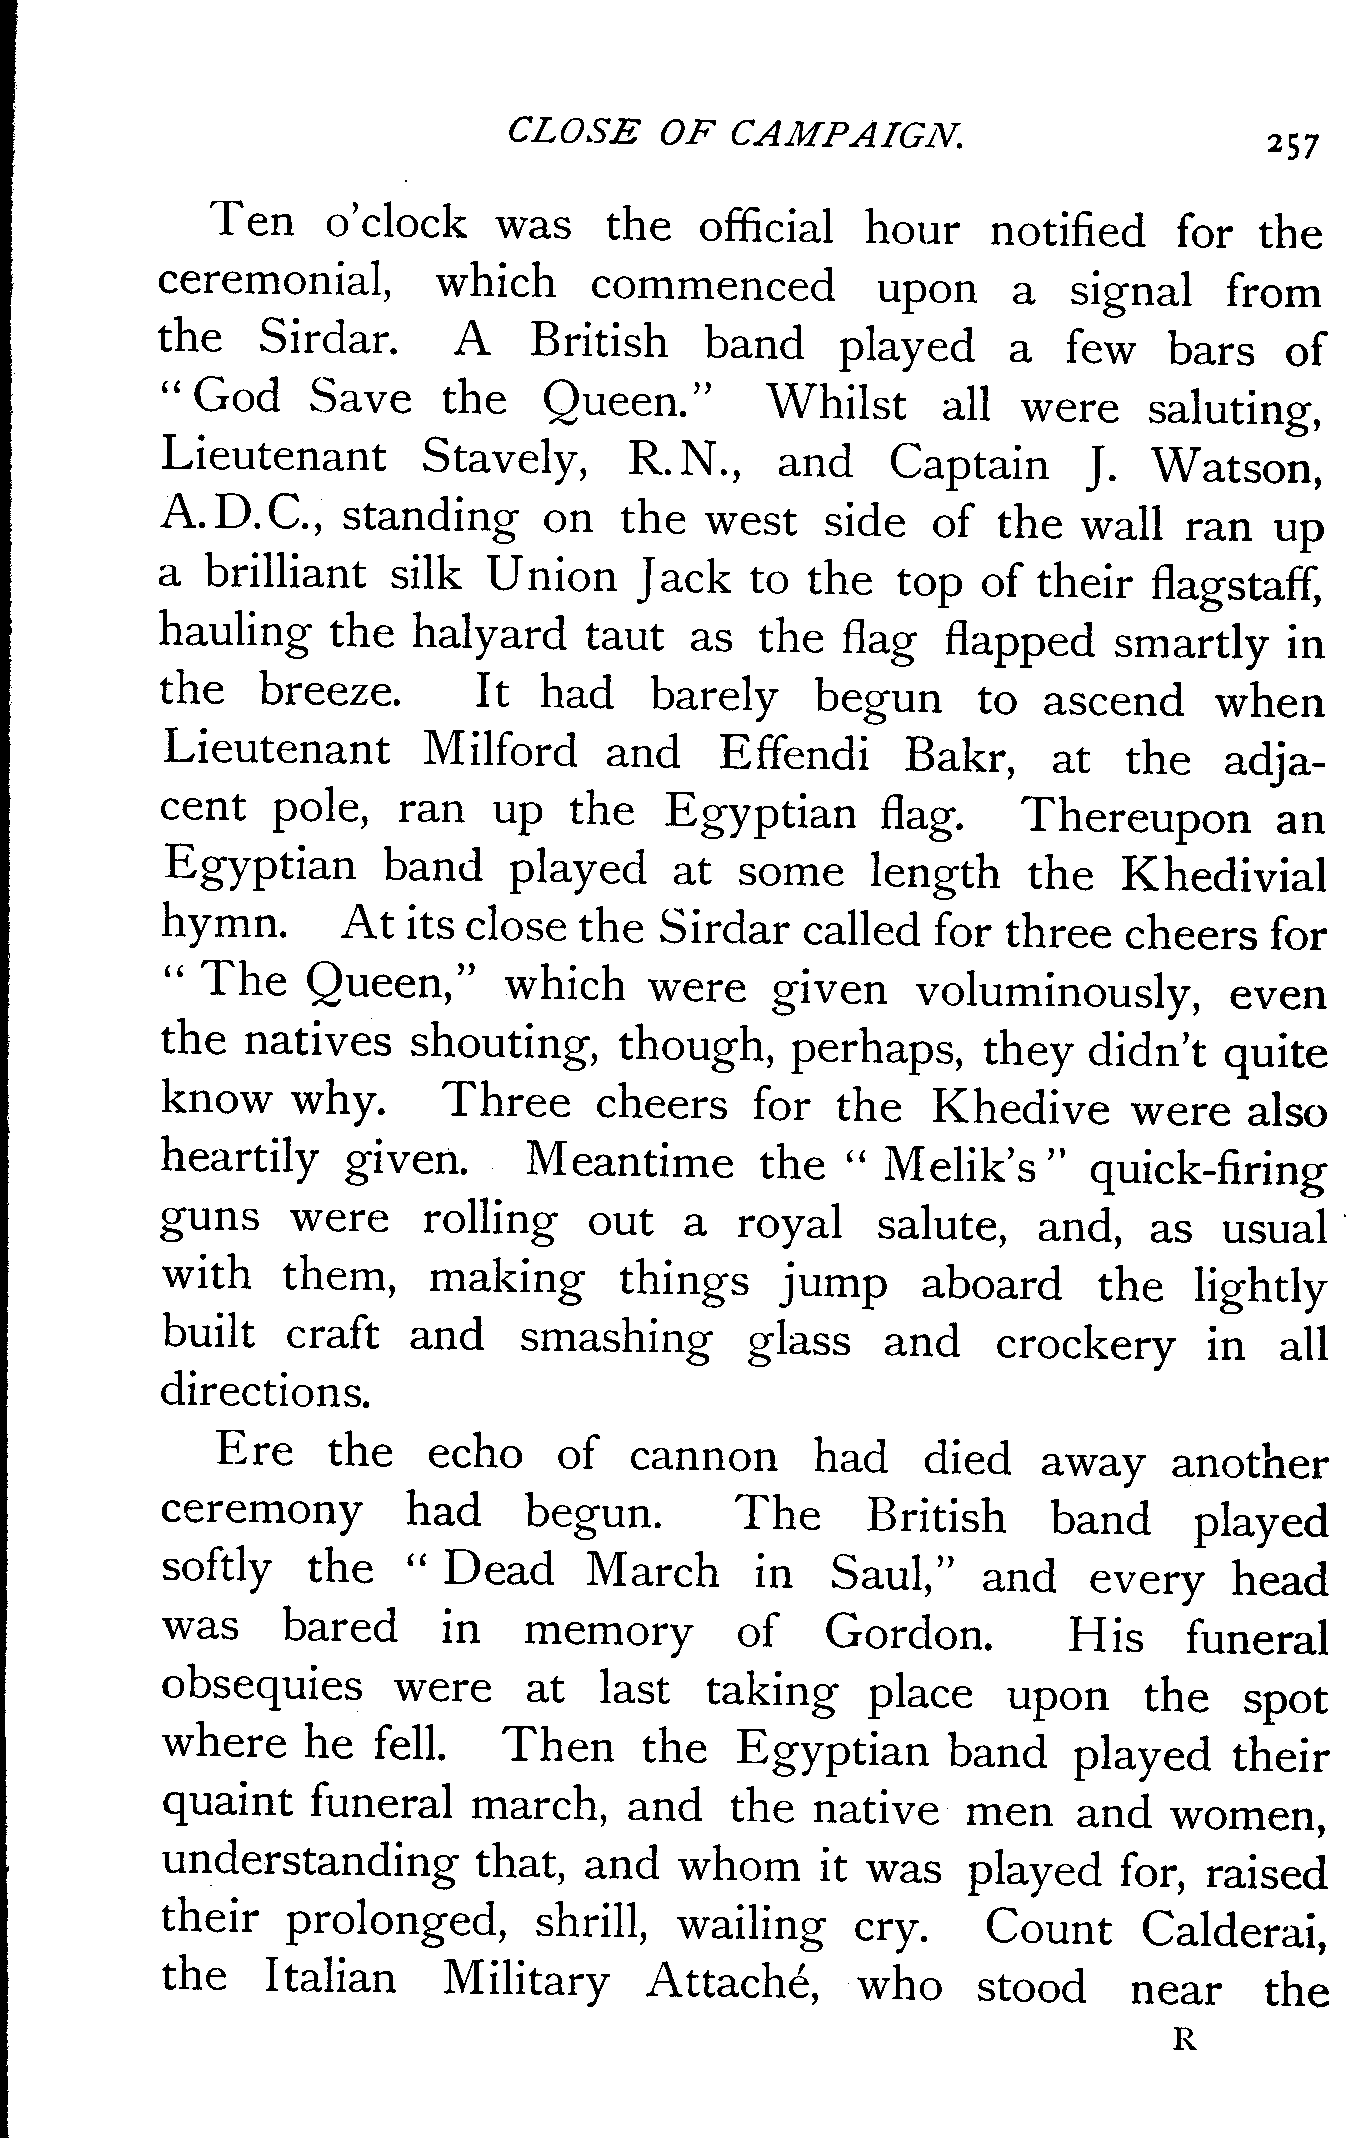 CLOSE OF CAMPAIGN. 257
Ten o'clock was the official hour notified for the
ceremonial, which commenced upon a signal from
the Sirdar. A British band played a few bars of
"God Save the Queen." Whilst all were saluting,
Lieutenant Stavely, R.N., and Captain J. Watson,
A.D.C., standing on the west side of the wall ran up
a brilliant silk Union Jack to the top of their flagstaff,
hauling the halyard taut as the flag flapped smartly in
the breeze. It had barely begun to ascend when
Lieutenant Milford and Effendi Bakr, at the adja-
cent pole, ran up the Egyptian flag. Thereupon an
Egyptian band played at some length the Khedivial
hymn. At its close the Sirdar called for three cheers for
"The Queen," which were given voluminously, even
the natives shouting, though, perhaps, they didn't quite
know why. Three cheers for the Khedive were also
heartily given. Meantime the "Melik's" quick-firing
guns were rolling out a royal salute, and, as usual
with them, making things jump aboard the lightly
built craft and smashing glass and crockery in all
directions.
Ere the echo of cannon had died away another
ceremony had begun. The British band played
softly the "Dead March in Saul," and every head
was bared in memory of Gordon. His funeral
obsequies were at last taking place upon the spot
where he fell. Then the Egyptian band played their
quaint funeral march, and the native men and women,
understanding that, and whom it was played for, raised
their prolonged, shrill, wailing cry. Count Calderai,
the Italian Military Attaché, who stood near the
R